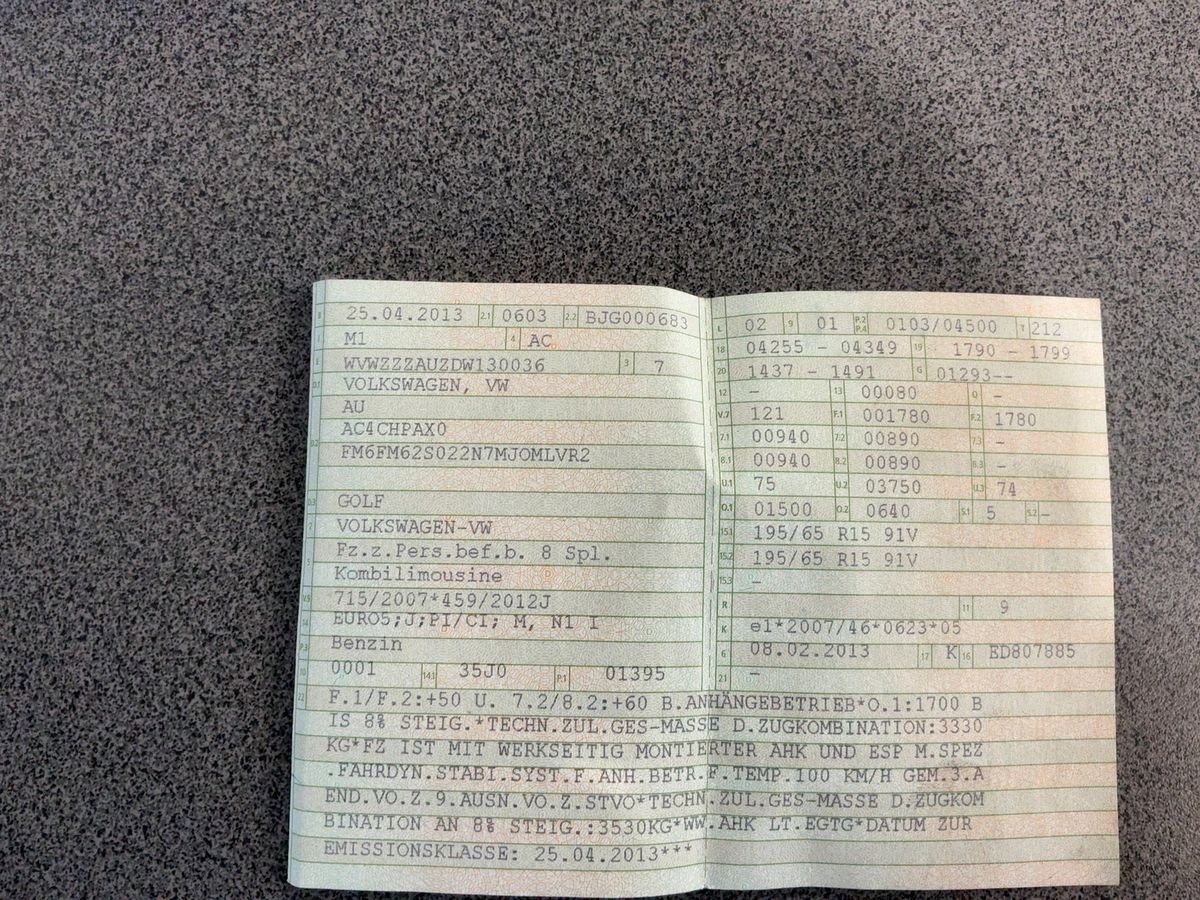 B 25.04.2013 2.1 0603 2.2 BJG000683
J M1 4 AC
E WVWZZZAUZDW130036 3 7
D.1 VOLKSWAGEN, VW
AU
D.2 AC4CHPAX0
FM6FM62S022N7MJOMLVR2
D.3 GOLF
2 VOLKSWAGEN-VW
5 Fz.z.Pers.bef.b. 8 Spl.
Kombilimousine
V.9 715/2007*459/2012J
14 EURO5;J;PI/CI; M, N1 I
P.3 Benzin
10 0001 14.1 35J0 P.1 01395
L 02 9 01 P.2 P.4 0103/04500 T 212
18 04255 - 04349 19 1790 - 1799
20 1437 - 1491 G 01293--
12 - 13 00080 Q -
V.7 121 F.1 001780 F.2 1780
7.1 00940 7.2 00890 7.3 -
8.1 00940 8.2 00890 8.3 -
U.1 75 U.2 03750 U.3 74
O.1 01500 O.2 0640 S.1 5 S.2 -
15.1 195/65 R15 91V
15.2 195/65 R15 91V
15.3 -
R 11 9
K e1*2007/46*0623*05
6 08.02.2013 17 K 16 ED807885
21 -
22 F.1/F.2:+50 U. 7.2/8.2:+60 B.ANHÄNGEBETRIEB*O.1:1700 B
IS 8% STEIG.*TECHN.ZUL.GES-MASSE D.ZUGKOMBINATION:3330
KG*FZ IST MIT WERKSEITIG MONTIERTER AHK UND ESP M.SPEZ
.FAHRDYN.STABI.SYST.F.ANH.BETR.F.TEMP.100 KM/H GEM.3.A
END.VO.Z.9.AUSN.VO.Z.STVO*TECHN.ZUL.GES-MASSE D.ZUGKOM
BINATION AN 8% STEIG.:3530KG*WW.AHK LT.EGTG*DATUM ZUR
EMISSIONSKLASSE: 25.04.2013***